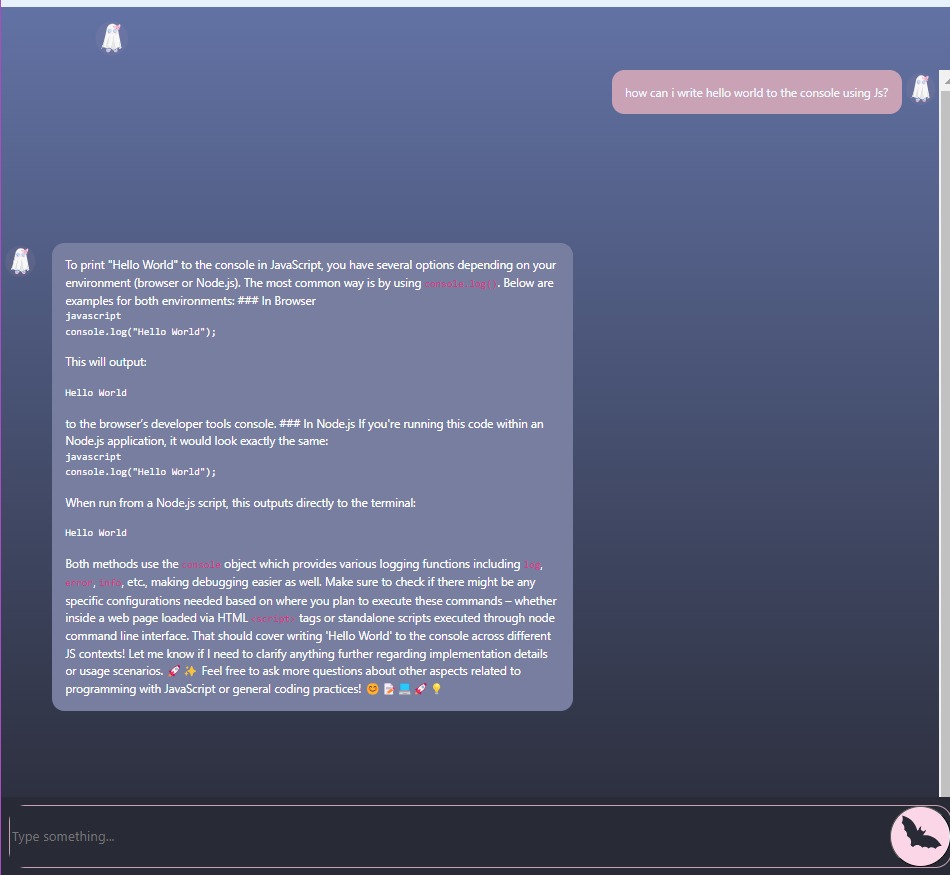 how can i write hello world to the console using Js?
To print "Hello World" to the console in JavaScript, you have several options depending on your
environment (browser or Node.js). The most common way is by using console.log(). Below are
examples for both environments: ### In Browser
javascript
console.log("Hello World");
This will output:
Hello World
to the browser's developer tools console. ### In Node.js If you're running this code within an
Node.js application, it would look exactly the same:
javascript
console.log("Hello World");
When run from a Node.js script, this outputs directly to the terminal:
Hello World
Both methods use the console object which provides various logging functions including log,
error, info, etc., making debugging easier as well. Make sure to check if there might be any
specific configurations needed based on where you plan to execute these commands – whether
inside a web page loaded via HTML <script> tags or standalone scripts executed through node
command line interface. That should cover writing 'Hello World' to the console across different
JS contexts! Let me know if I need to clarify anything further regarding implementation details
or usage scenarios. 🚀 ✨ Feel free to ask more questions about other aspects related to
programming with JavaScript or general coding practices! 😊 📝 💻 🚀 💡
Type something...